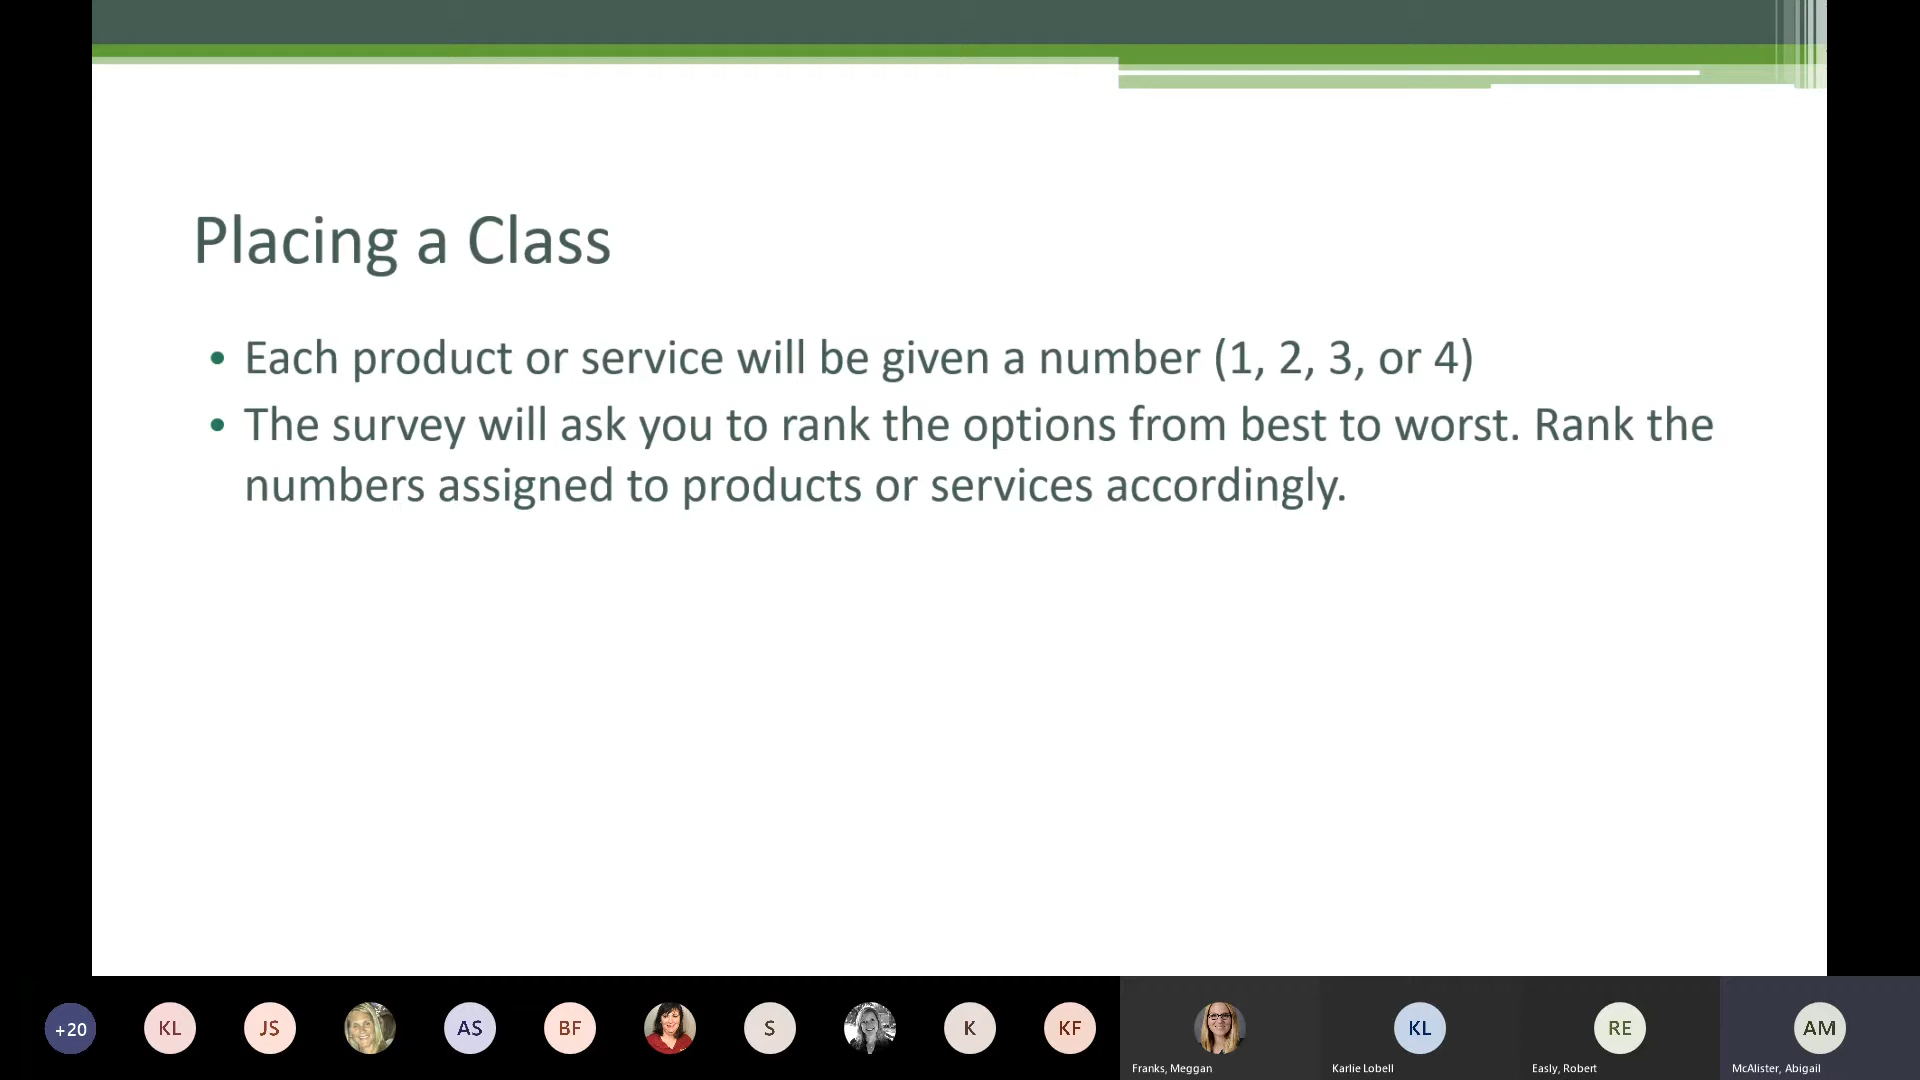 Placing a Class
• Each product or service will be given a number (1, 2, 3, or 4)
• The survey will ask you to rank the options from best to worst. Rank the
numbers assigned to products or services accordingly.
+20 KL JS AS BF S K KF KL RE AM
Franks, Meggan Karlie Lobell Easly, Robert McAlister, Abigail